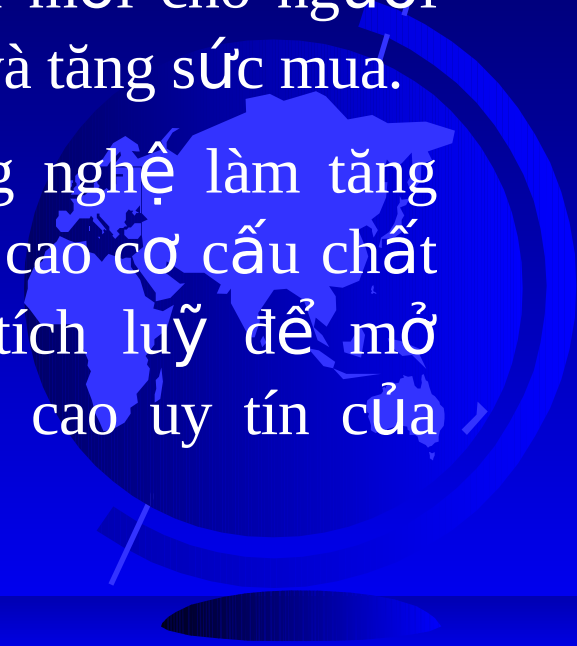 cho
và tăng sức mua.
nghệ làm tăng
cao cơ cấu chất
tích luỹ để mở
cao uy tín của